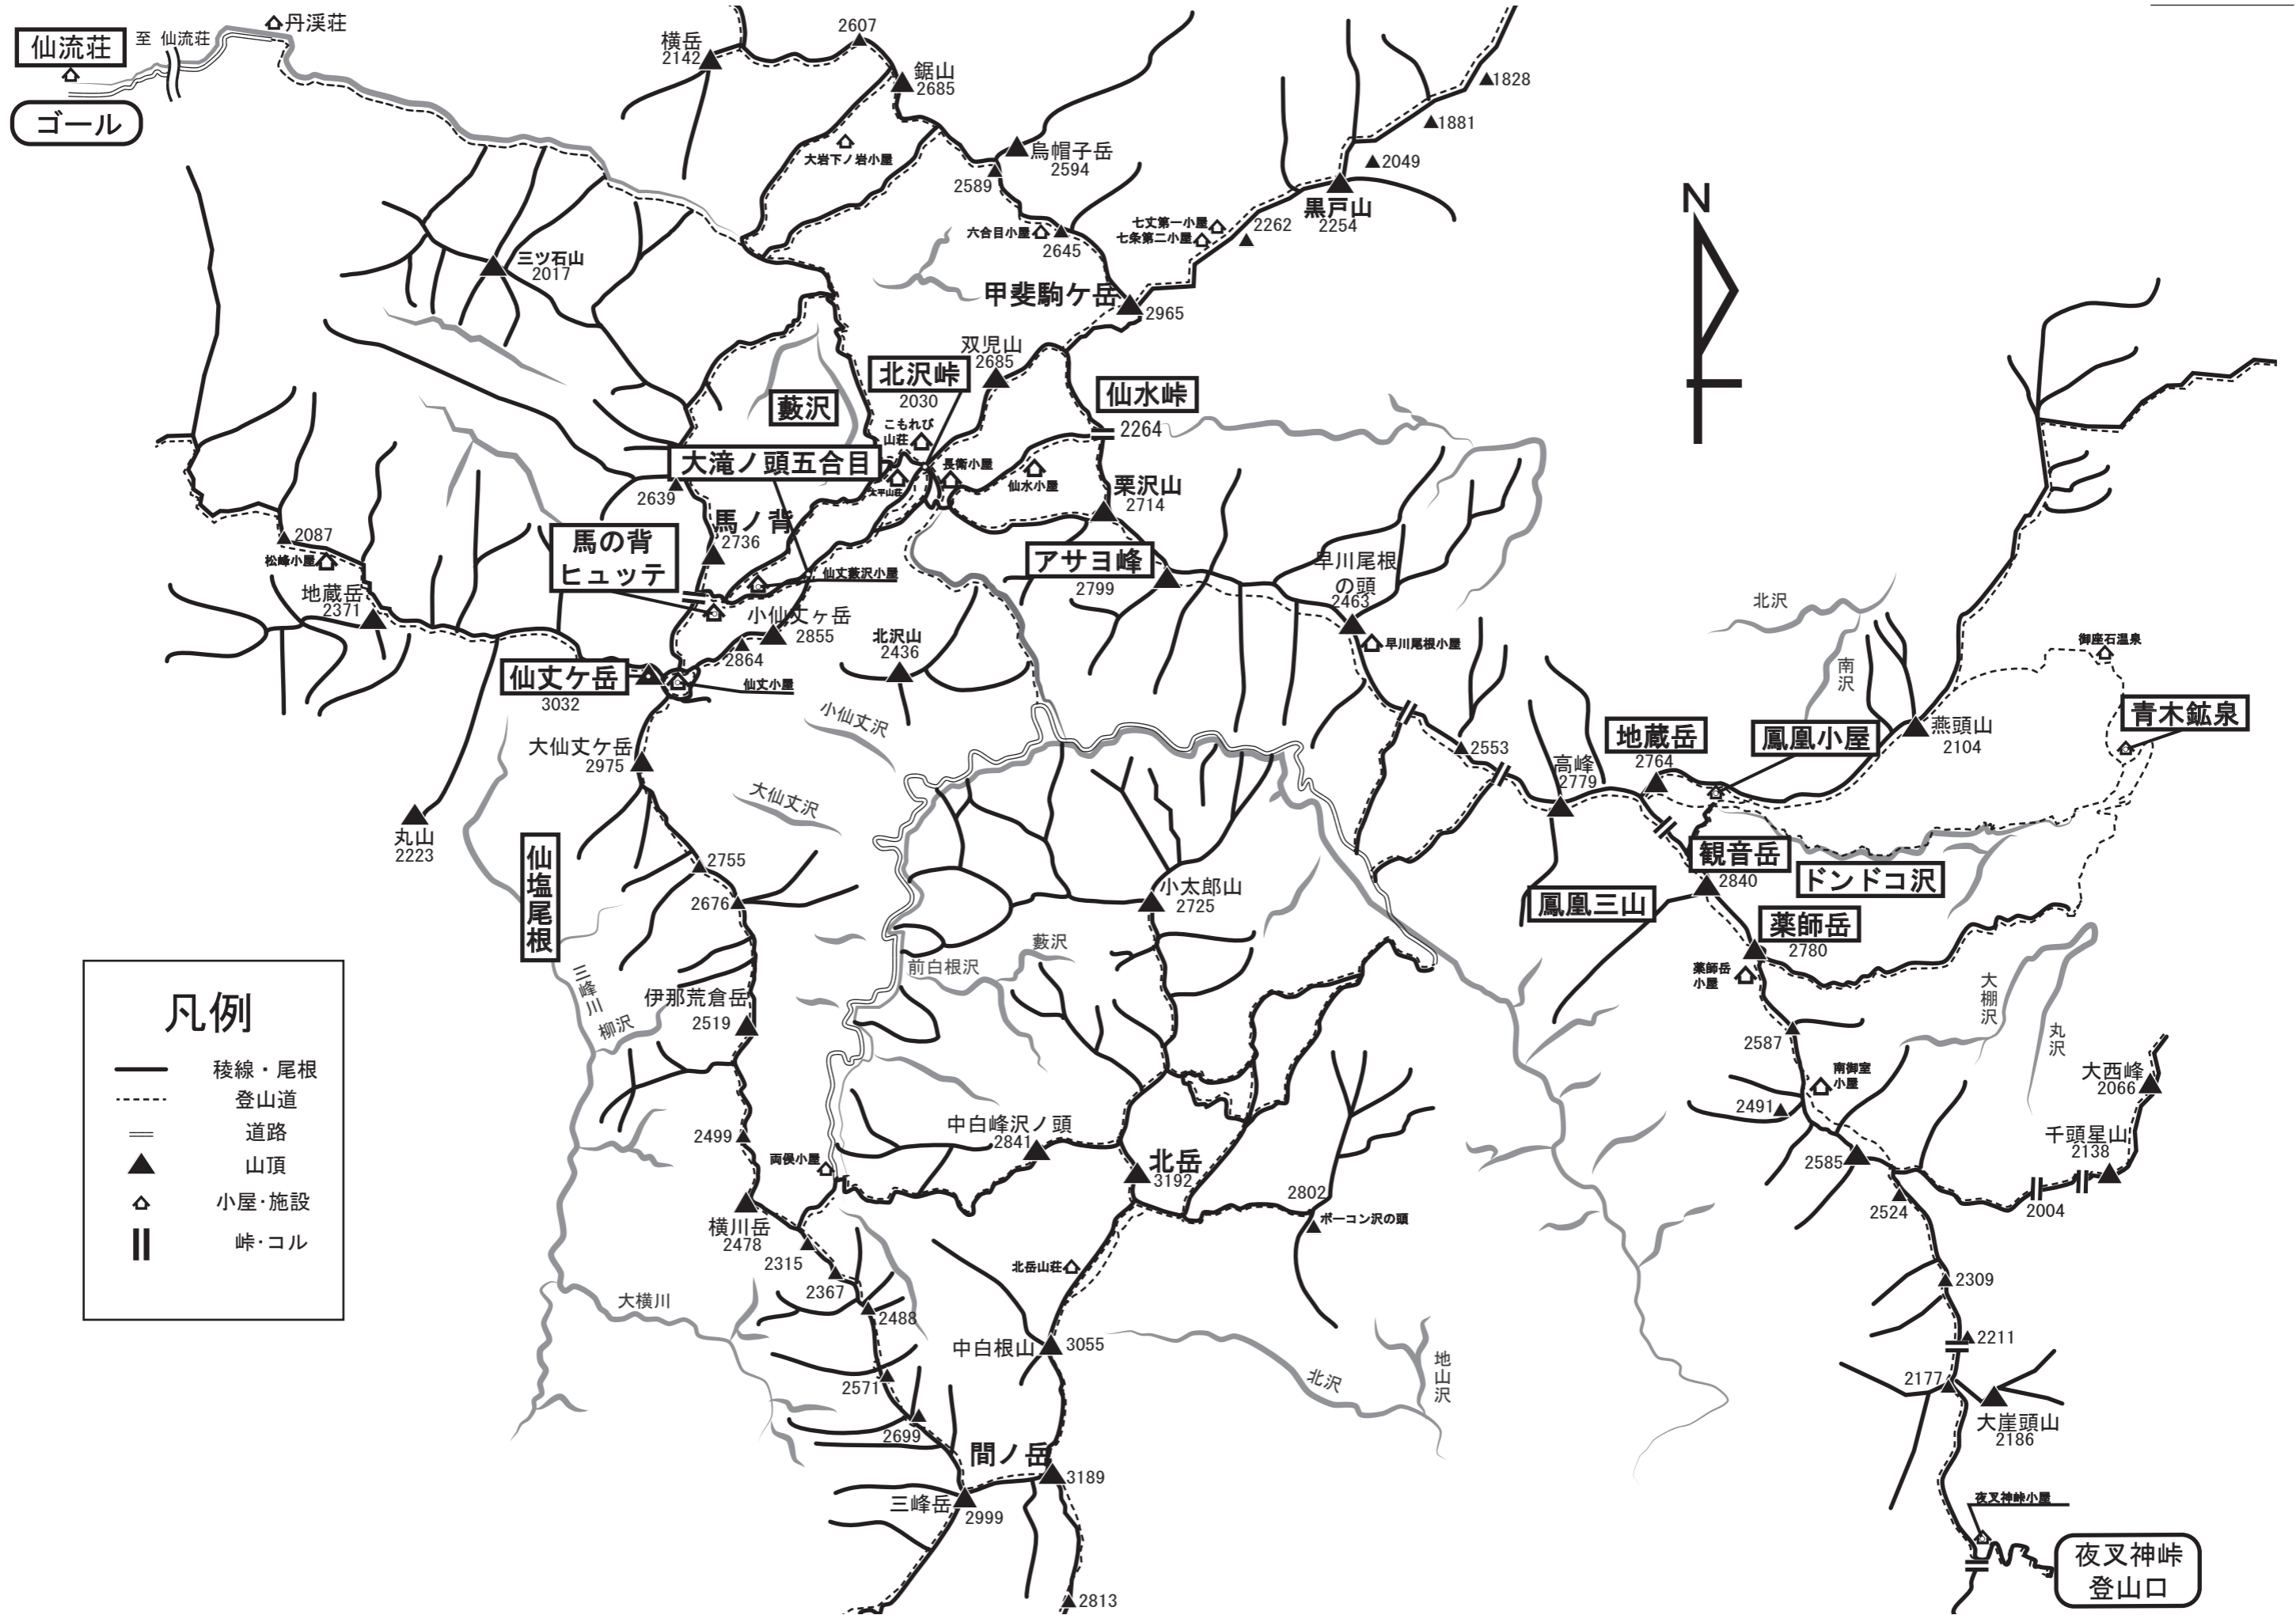 丹渓荘
仙流荘
至 仙流荘
ゴール
横岳
2142
2607
鋸山
2685
大岩下ノ岩小屋
烏帽子岳
2594
2589
六合目小屋
2645
1828
1881
2049
黒戸山
2254
2262
七丈第一小屋
七条第二小屋
N
三ツ石山
2017
甲斐駒ケ岳
2965
双児山
2685
北沢峠
2030
仙水峠
2264
藪沢
こもれび
山荘
大滝ノ頭五合目
太平山荘
長衛小屋
仙水小屋
栗沢山
2714
2639
馬ノ背
2736
馬の背
ヒュッテ
仙丈藪沢小屋
アサヨ峰
2799
早川尾根
の頭
2463
早川尾根小屋
2087
松峰小屋
地蔵岳
2371
小仙丈ヶ岳
2855
2864
北沢山
2436
仙丈ケ岳
3032
仙丈小屋
北沢
南沢
御座石温泉
青木鉱泉
燕頭山
2104
鳳凰小屋
地蔵岳
2764
2553
高峰
2779
小仙丈沢
大仙丈ケ岳
2975
大仙丈沢
丸山
2223
仙塩尾根
2755
2676
小太郎山
2725
観音岳
2840
ドンドコ沢
鳳凰三山
薬師岳
2780
薬師岳
小屋
藪沢
前白根沢
三峰川
柳沢
伊那荒倉岳
2519
大棚沢
丸沢
2587
南御室
小屋
2491
大西峰
2066
千頭星山
2138
凡例
稜線・尾根
登山道
道路
山頂
小屋・施設
峠・コル
2499
両俣小屋
中白峰沢ノ頭
2841
北岳
3192
2802
ボーコン沢の頭
2585
2524
2004
横川岳
2478
2315
2367
2488
北岳山荘
2309
大横川
中白根山
3055
北沢
地山沢
2211
2177
大崖頭山
2186
2571
2699
間ノ岳
3189
三峰岳
2999
夜叉神峠小屋
夜叉神峠
登山口
2813